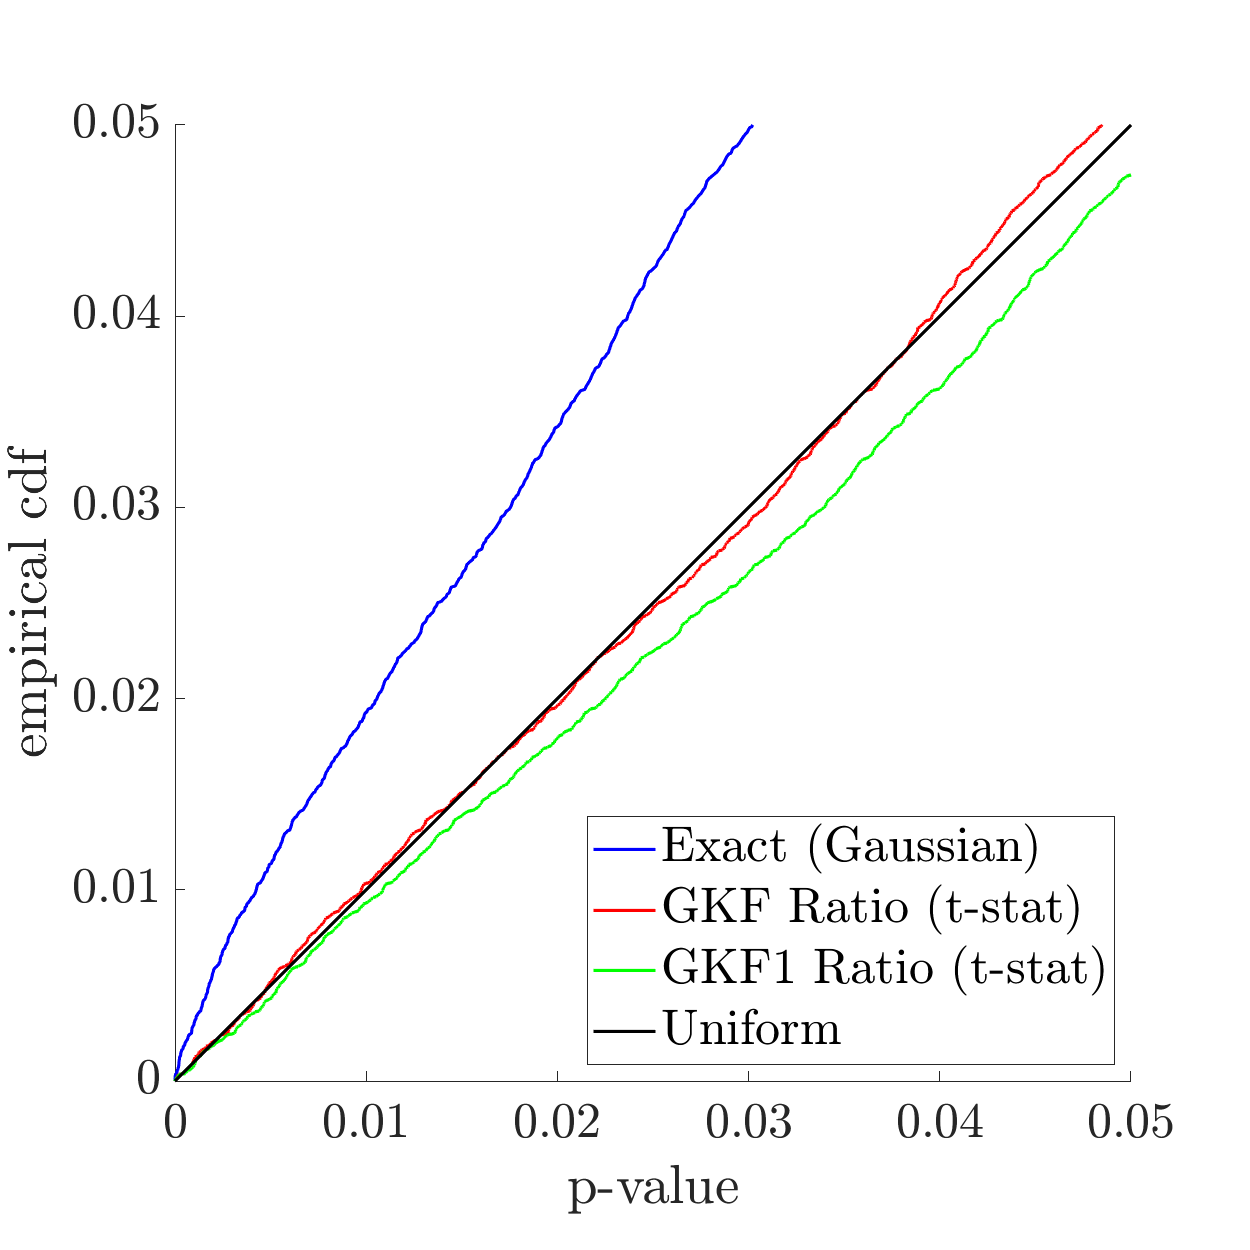 0.05
0.04
0.03
0.02
0.01
0
empirical cdf
Exact (Gaussian)
GKF Ratio (t-stat)
GKF1 Ratio (t-stat)
Uniform
0 0.01 0.02 0.03 0.04 0.05
p-value